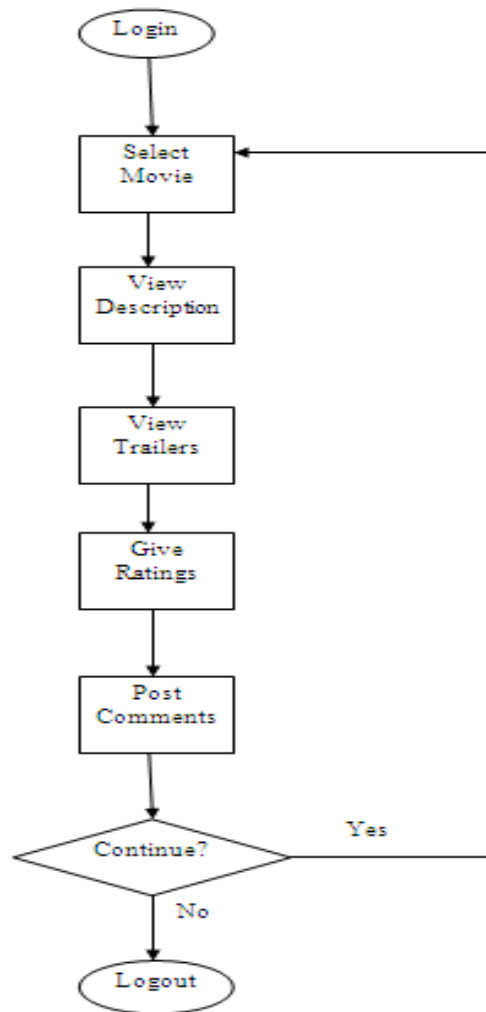 Login
Select
Movie
View
Description
View
Trailers
Give
Ratings
Post
Comments
Continue?
Yes
No
Logout